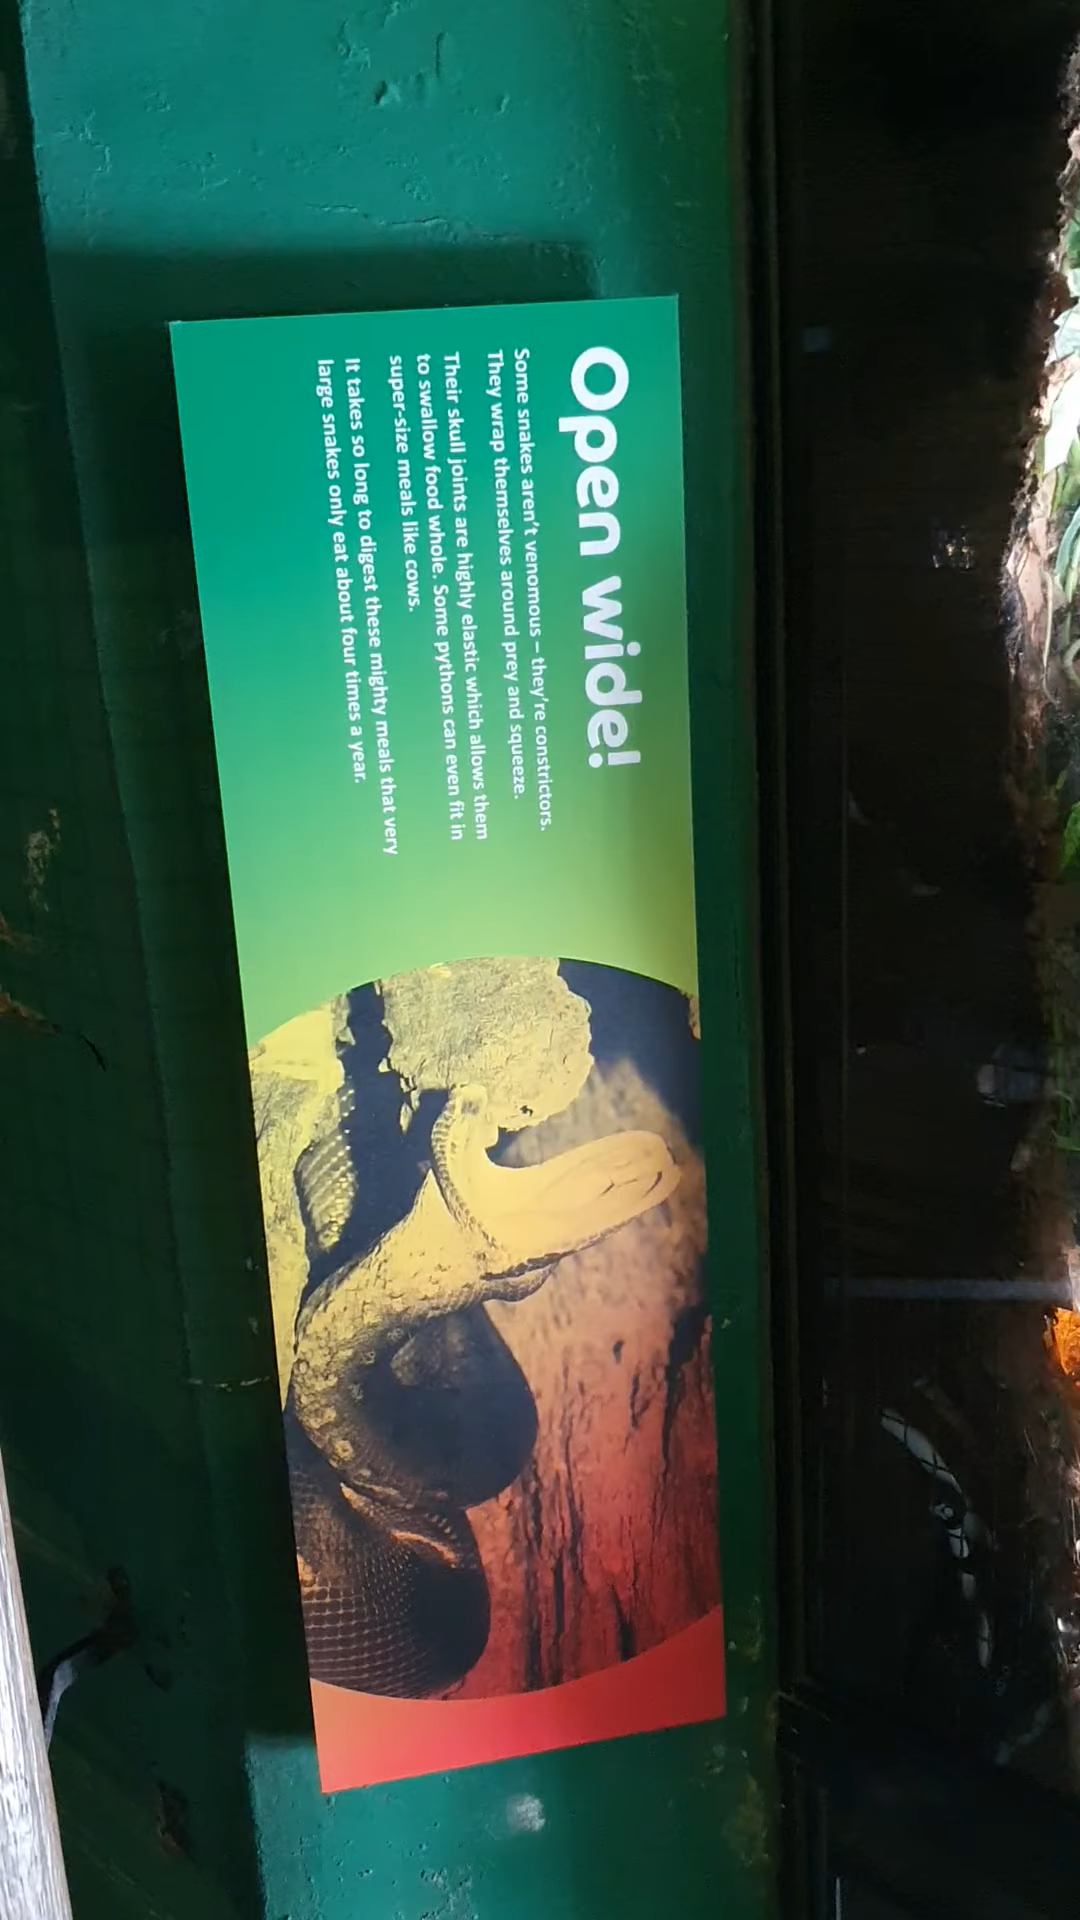 Open wide!
Some snakes aren't venomous – they're constrictors.
They wrap themselves around prey and squeeze.
Their skull joints are highly elastic which allows them
to swallow food whole. Some pythons can even fit in
super-size meals like cows.
It takes so long to digest these mighty meals that very
large snakes only eat about four times a year.